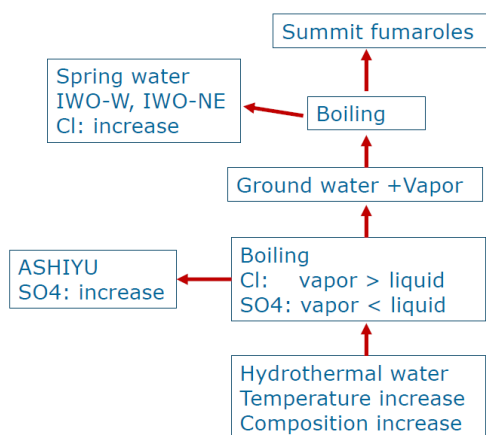 Summit fumaroles
Spring water
IWO-W, IWO-NE
Cl: increase
Boiling
Ground water +Vapor
ASHIYU
SO4: increase
Boiling
Cl: vapor > liquid
SO4: vapor < liquid
Hydrothermal water
Temperature increase
Composition increase